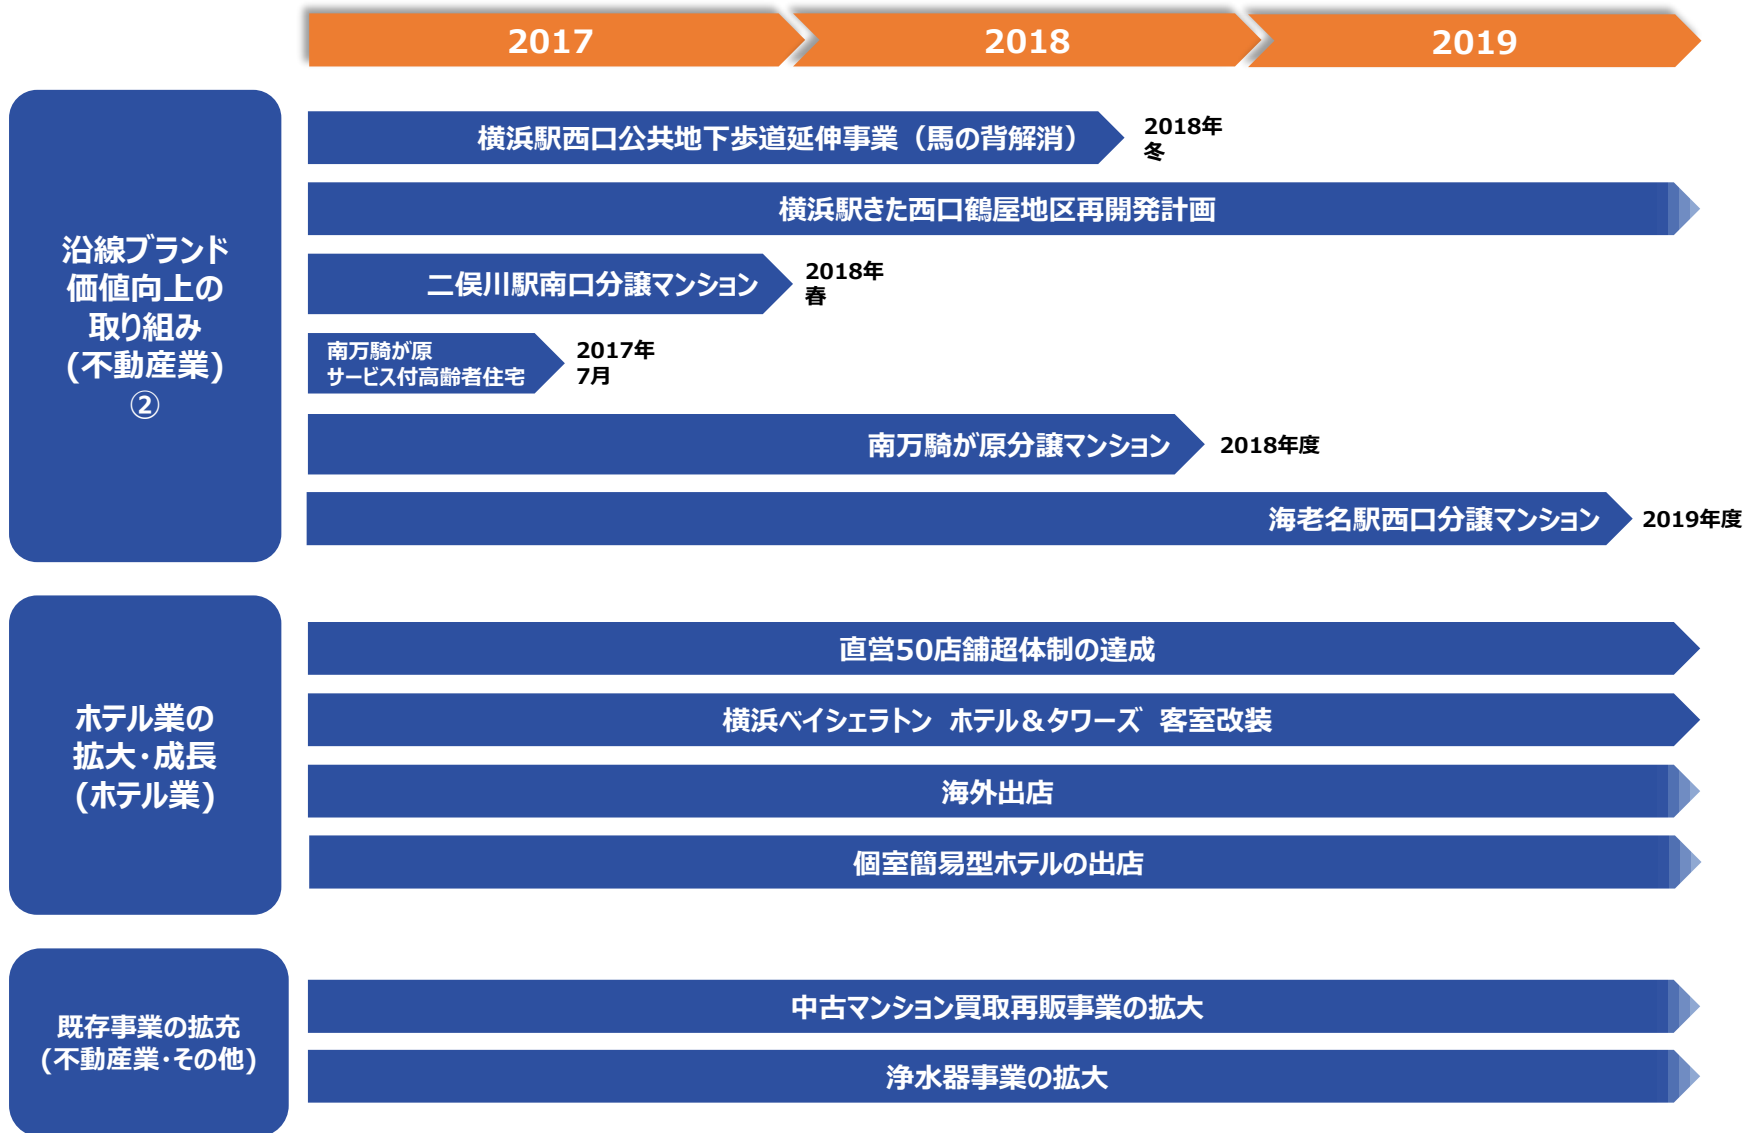 2017
2018
2019
沿線ブランド
価値向上の
取り組み
(不動産業)
②
横浜駅西口公共地下歩道延伸事業（馬の背解消）
2018年
冬
横浜駅きた西口鶴屋地区再開発計画
二俣川駅南口分譲マンション
2018年
春
南万騎が原
サービス付高齢者住宅
2017年
7月
南万騎が原分譲マンション
2018年度
海老名駅西口分譲マンション
2019年度
ホテル業の
拡大・成長
(ホテル業)
直営50店舗超体制の達成
横浜ベイシェラトン ホテル＆タワーズ 客室改装
海外出店
個室簡易型ホテルの出店
既存事業の拡充
(不動産業・その他)
中古マンション買取再販事業の拡大
浄水器事業の拡大